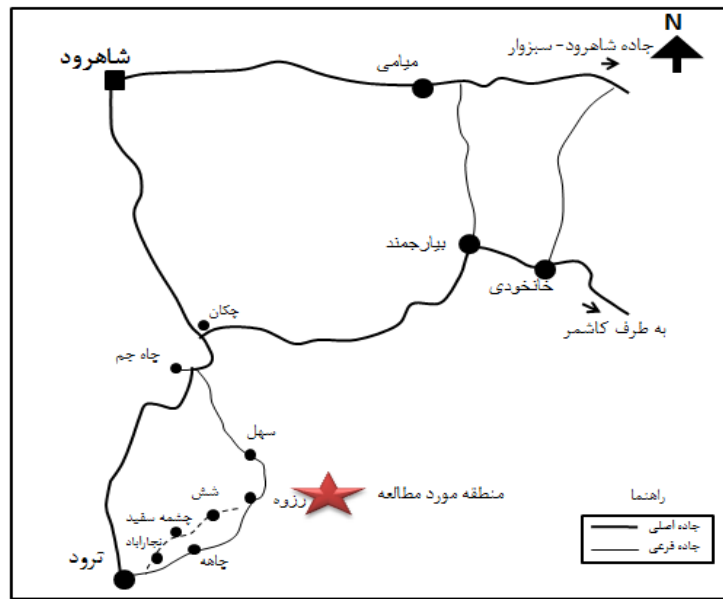 N
جاده شاهرود- سبزوار
شاهرود
میامی
بیارجمند
خانخودی
به طرف کاشمر
چکان
چاه جم
سهل
رزوه
منطقه مورد مطالعه
شش
چشمه سفید
نجاراباد
چاهه
ترود
راهنما
جاده اصلی
جاده فرعی